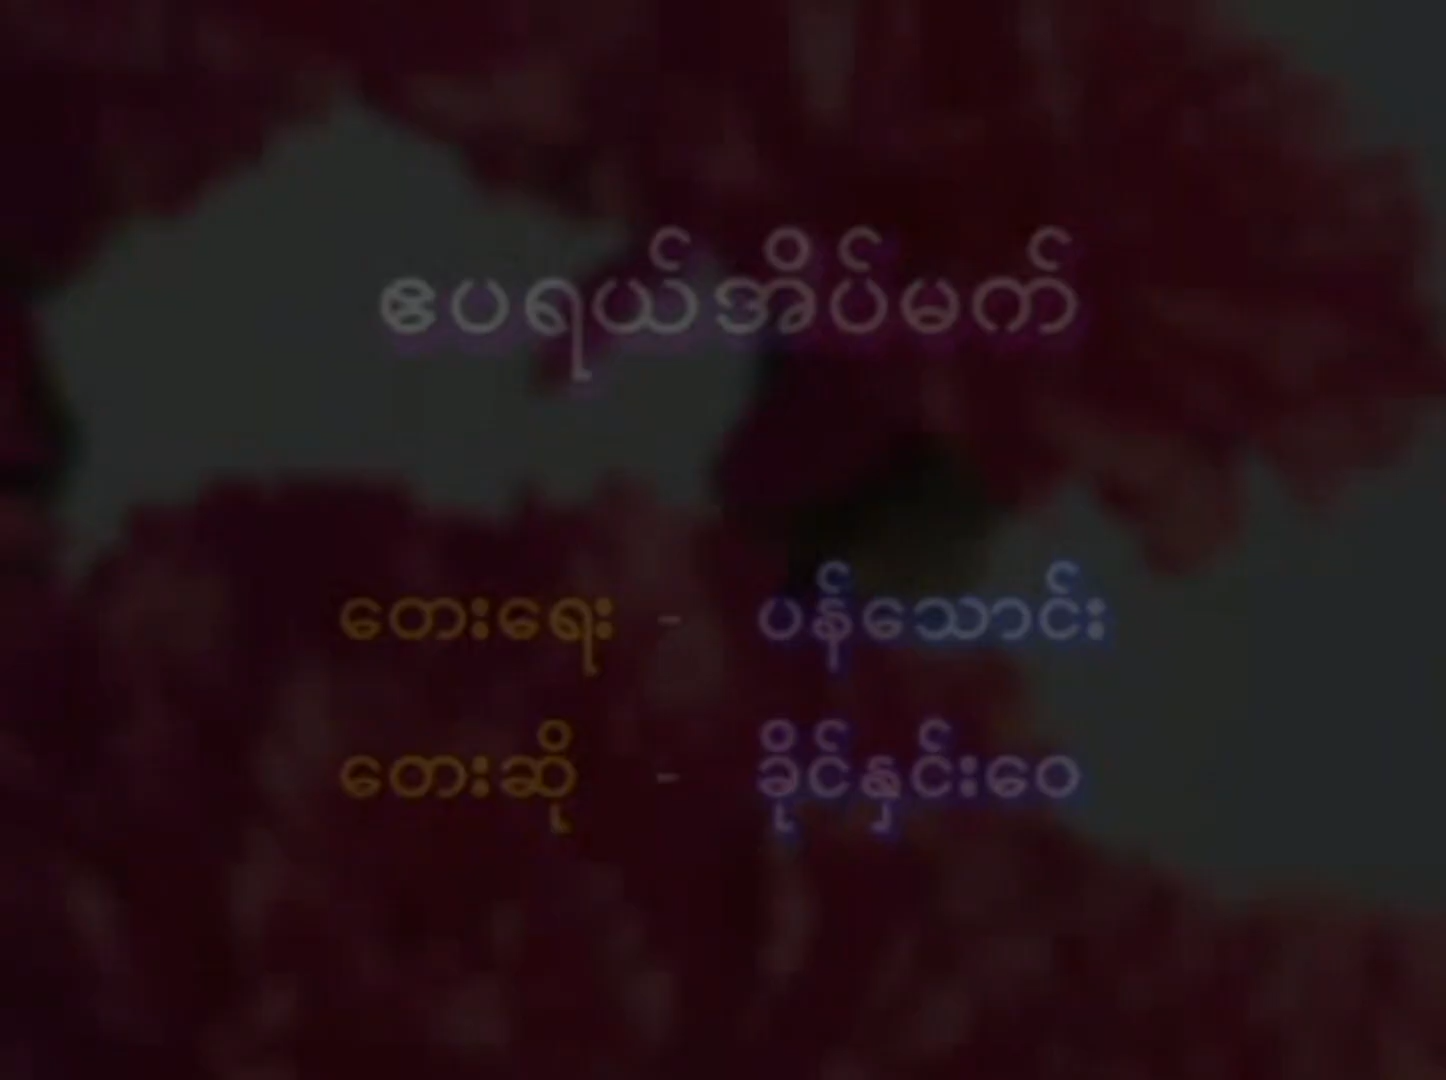 ဧပရယ်အိပ်မက်
တေးရေး - ပန်သောင်း
တေးဆို - ခိုင်နှင်းဝေ